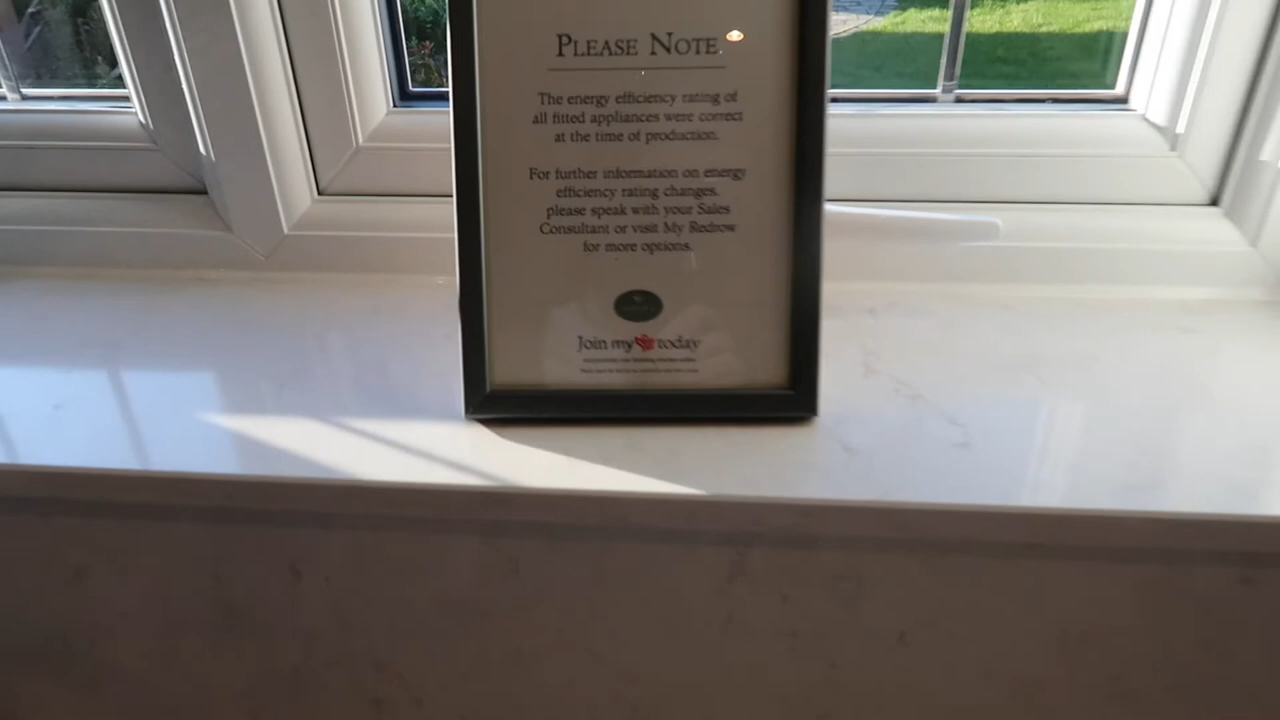 PLEASE NOTE
The energy efficiency rating of
all fitted appliances were correct
at the time of production.
For further information on energy
efficiency rating changes,
please speak with your Sales
Consultant or visit My Redrow
for more options.
Join my today